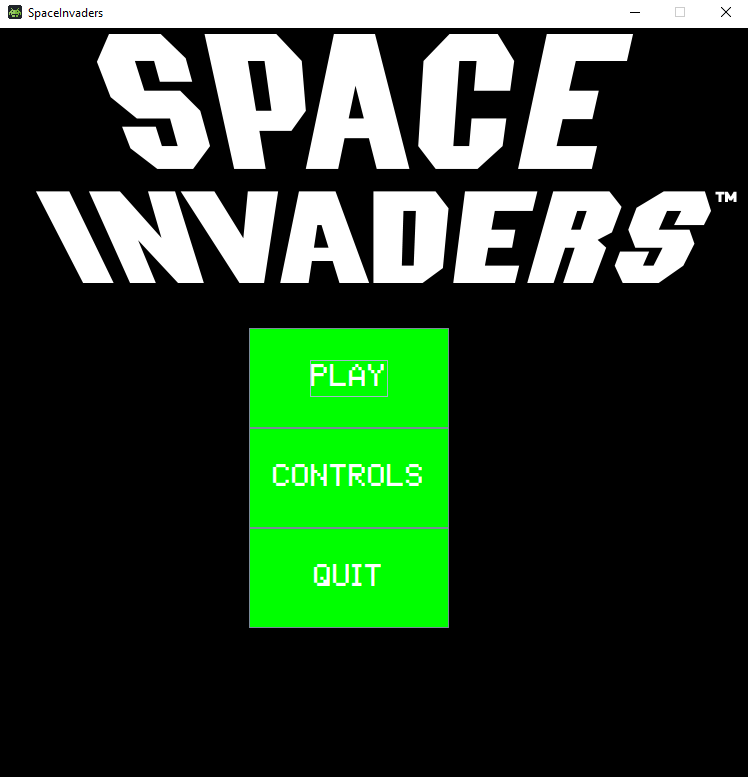 SpaceInvaders
SPACE
INVADERS™
PLAY
CONTROLS
QUIT